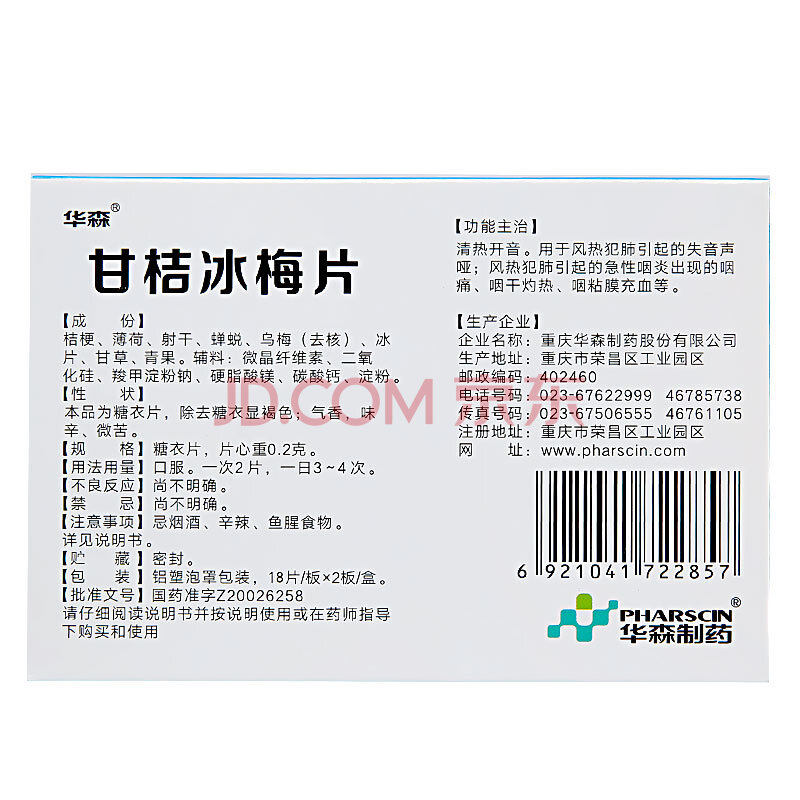 华森®
甘桔冰梅片
【成　份】
桔梗、薄荷、射干、蝉蜕、乌梅（去核）、冰
片、甘草、青果。辅料：微晶纤维素、二氧
化硅、羧甲淀粉钠、硬脂酸镁、碳酸钙、淀粉。
【性　状】
本品为糖衣片，除去糖衣显褐色；气香，味
辛、微苦。
【规　格】糖衣片，片心重0.2克。
【用法用量】口服。一次2片，一日3~4次。
【不良反应】尚不明确。
【禁　忌】尚不明确。
【注意事项】忌烟酒、辛辣、鱼腥食物。
详见说明书。
【贮　藏】密封。
【包　装】铝塑泡罩包装，18片/板×2板/盒。
【批准文号】国药准字Z20026258
请仔细阅读说明书并按说明使用或在药师指导
下购买和使用
【功能主治】
清热开音。用于风热犯肺引起的失音声
哑；风热犯肺引起的急性咽炎出现的咽
痛、咽干灼热、咽粘膜充血等。
【生产企业】
企业名称：重庆华森制药股份有限公司
生产地址：重庆市荣昌区工业园区
邮政编码：402460
电话号码：023-67622999 46785738
传真号码：023-67506555 46761105
注册地址：重庆市荣昌区工业园区
网　址：www.pharscin.com
6 921041 722857
PHARSCIN®
华森制药
JD.COM 京东